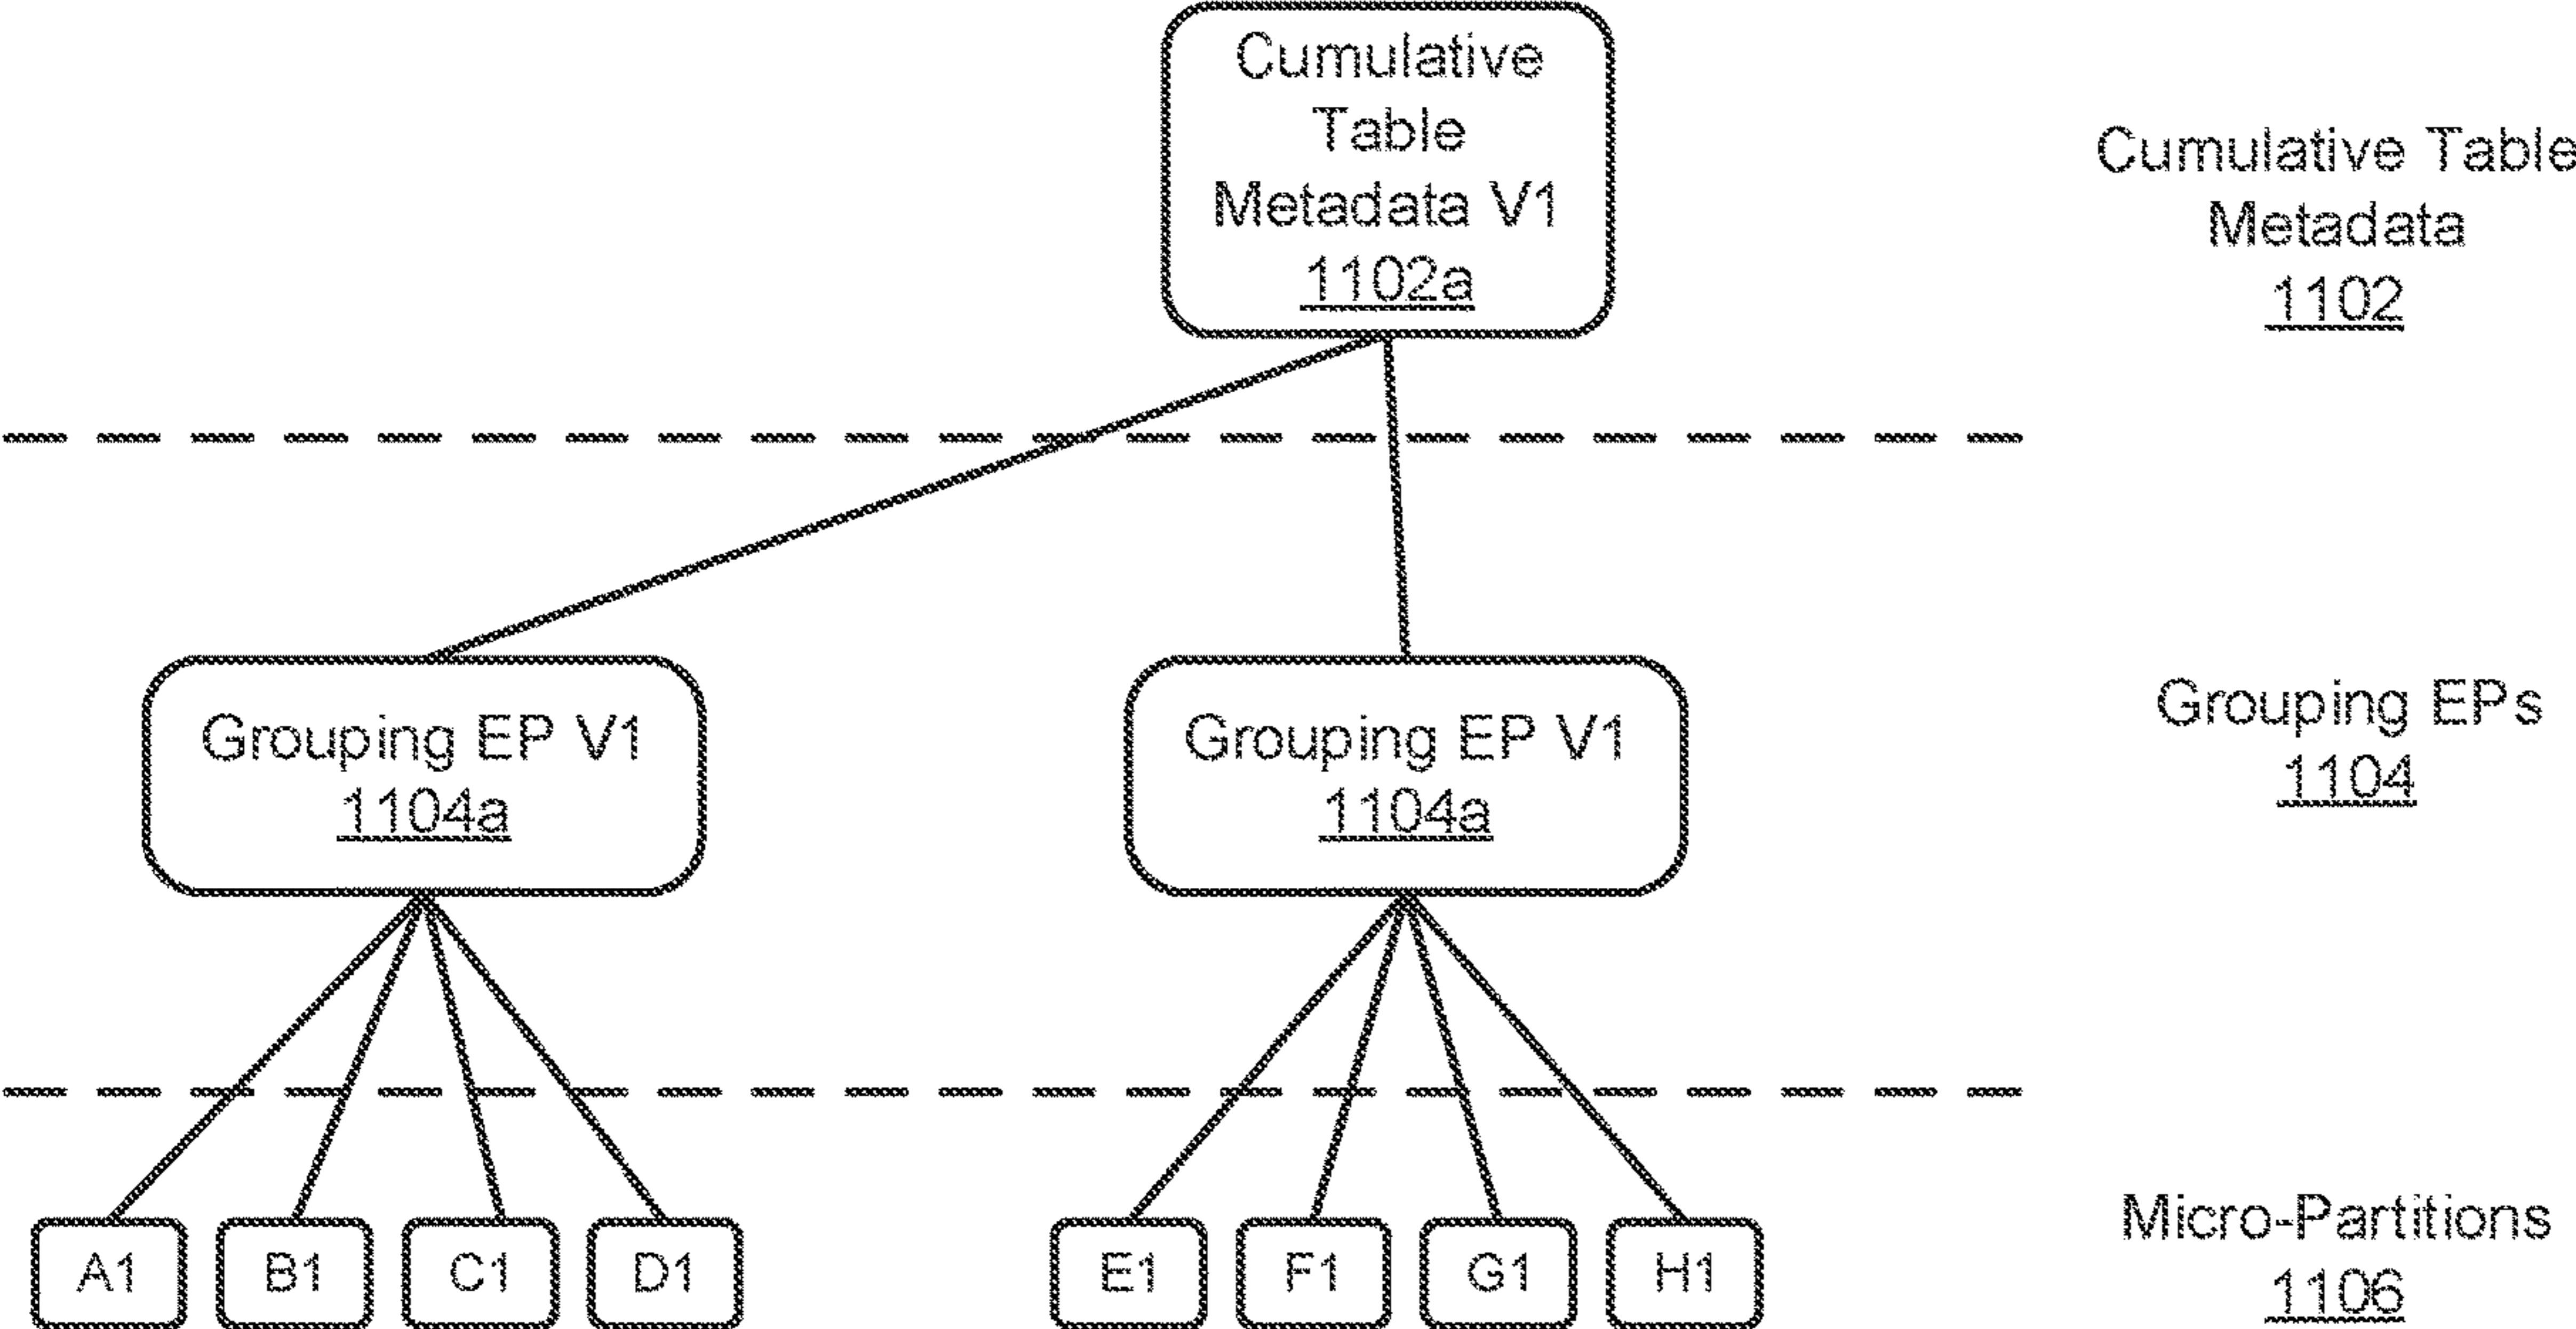 Cumulative
Table
Metadata V1
1102a
Cumulative Table
Metadata
1102
Grouping EP V1
1104a
Grouping EP V1
1104a
Grouping EPs
1104
A1
B1
C1
D1
E1
F1
G1
H1
Micro-Partitions
1106